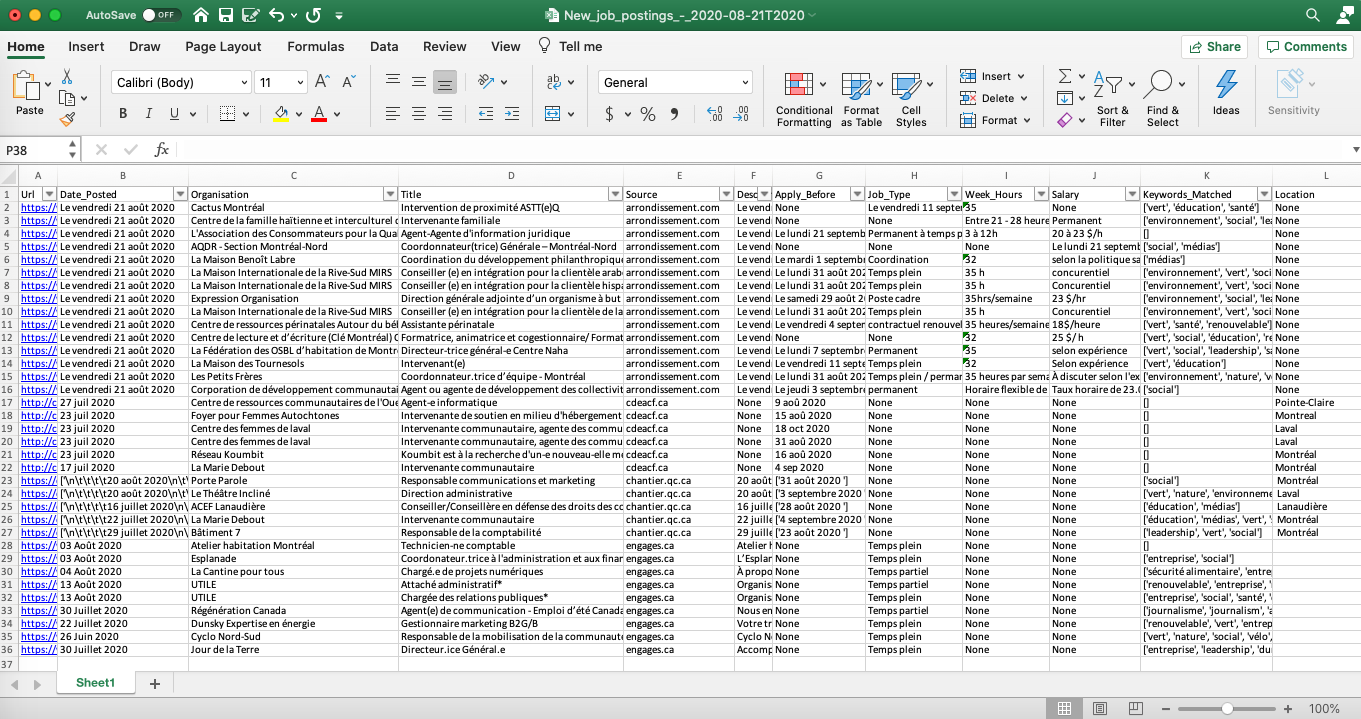 AutoSave OFF New_job_postings_-_2020-08-21T2020
Home Insert Draw Page Layout Formulas Data Review View Tell me Share Comments
Paste Calibri (Body) 11 General Conditional Formatting Format as Table Cell Styles Insert Delete Format Sort & Filter Find & Select Ideas Sensitivity
P38 fx
A B C D E F G H I J K L
1 Url Date_Posted Organisation Title Source Desc Apply_Before Job_Type Week_Hours Salary Keywords_Matched Location
2 https:// Le vendredi 21 août 2020 Cactus Montréal Intervention de proximité ASTT(e)Q arrondissement.com Le vend None Le vendredi 11 septem 35 None ['vert', 'éducation', 'santé'] None
3 https:// Le vendredi 21 août 2020 Centre de la famille haïtienne et interculturel d Intervenante familiale arrondissement.com Le vend None None Entre 21 - 28 heure Permanent ['environnement', 'social', 'lea None
4 https:// Le vendredi 21 août 2020 L'Association des Consommateurs pour la Qua Agent-Agente d'information juridique arrondissement.com Le vend Le lundi 21 septemb Permanent à temps p 3 à 12h 20 à 23 $/h [] None
5 https:// Le vendredi 21 août 2020 AQDR - Section Montréal-Nord Coordonnateur(trice) Générale – Montréal-Nord arrondissement.com Le vend None None None Le lundi 21 septemb ['social', 'médias'] None
6 https:// Le vendredi 21 août 2020 La Maison Benoît Labre Coordination du développement philanthropique arrondissement.com Le vend Le mardi 1 septembr Coordination 32 selon la politique sa ['médias'] None
7 https:// Le vendredi 21 août 2020 La Maison Internationale de la Rive-Sud MIRS Conseiller (e) en intégration pour la clientèle arab arrondissement.com Le vend Le lundi 31 août 202 Temps plein 35 h concurentiel ['environnement', 'vert', 'soci None
8 https:// Le vendredi 21 août 2020 La Maison Internationale de la Rive-Sud MIRS Conseiller (e) en intégration pour la clientèle hispa arrondissement.com Le vend Le lundi 31 août 202 Temps plein 35 h Concurentiel ['environnement', 'vert', 'soci None
9 https:// Le vendredi 21 août 2020 Expression Organisation Direction générale adjointe d’un organisme à but arrondissement.com Le vend Le samedi 29 août 20 Poste cadre 35hrs/semaine 23 $/hr ['environnement', 'social', 'lea None
10 https:// Le vendredi 21 août 2020 La Maison Internationale de la Rive-Sud MIRS Conseiller (e) en intégration pour la clientèle de la arrondissement.com Le vend Le lundi 31 août 202 Temps plein 35 h Concurentiel ['environnement', 'vert', 'soci None
11 https:// Le vendredi 21 août 2020 Centre de ressources périnatales Autour du bé Assistante périnatale arrondissement.com Le vend Le vendredi 4 septem contractuel renouvel 35 heures/semaine 18$/heure ['vert', 'santé', 'renouvelable'] None
12 https:// Le vendredi 21 août 2020 Centre de lecture et d’écriture (Clé Montréal) C Formatrice, animatrice et cogestionnaire/ Format arrondissement.com Le vend None None 32 25 $/ h ['vert', 'social', 'éducation', 're None
13 https:// Le vendredi 21 août 2020 La Fédération des OSBL d’habitation de Montr Directeur-trice général-e Centre Naha arrondissement.com Le vend Le lundi 7 septembre Permanent 35 selon expérience ['vert', 'social', 'leadership', 'sa None
14 https:// Le vendredi 21 août 2020 La Maison des Tournesols Intervenant(e) arrondissement.com Le vend Le vendredi 11 septe Temps plein 32 Selon expérience ['vert', 'éducation'] None
15 https:// Le vendredi 21 août 2020 Les Petits Frères Coordonnateur.trice d’équipe - Montréal arrondissement.com Le vend Le lundi 31 août 202 Temps plein / perman 35 heures par sema À discuter selon l'ex ['environnement', 'nature', 've None
16 https:// Le vendredi 21 août 2020 Corporation de développement communautai Agent ou agente de développement des collectivit arrondissement.com Le vend Le jeudi 3 septembre permanent Horaire flexible de Taux horaire de 23.0 ['social'] None
17 http://c 27 juil 2020 Centre de ressources communautaires de l'Oue Agent-e informatique cdeacf.ca None 9 aoû 2020 None None None [] Pointe-Claire
18 http://c 23 juil 2020 Foyer pour Femmes Autochtones Intervenante de soutien en milieu d'hébergement cdeacf.ca None 15 aoû 2020 None None None [] Montreal
19 http://c 23 juil 2020 Centre des femmes de laval Intervenante communautaire, agente des commu cdeacf.ca None 18 oct 2020 None None None [] Laval
20 http://c 23 juil 2020 Centre des femmes de laval Intervenante communautaire, agente des commu cdeacf.ca None 31 aoû 2020 None None None [] Laval
21 http://c 23 juil 2020 Réseau Koumbit Koumbit est à la recherche d'un-e nouveau-elle me cdeacf.ca None 16 aoû 2020 None None None [] Montréal
22 http://c 17 juil 2020 La Marie Debout Intervenante communautaire cdeacf.ca None 4 sep 2020 None None None [] Montréal
23 https:// ['\n\t\t\t\t20 août 2020\n\t\ Porte Parole Responsable communications et marketing chantier.qc.ca 20 août ['31 août 2020 '] None None None ['social'] Montréal
24 https:// ['\n\t\t\t\t20 août 2020\n\t\ Le Théâtre Incliné Direction administrative chantier.qc.ca 20 août ['3 septembre 2020 ' None None None ['vert', 'nature', 'environneme Laval
25 https:// ['\n\t\t\t\t16 juillet 2020\n\ ACEF Lanaudière Conseiller/Conseillère en défense des droits des co chantier.qc.ca 16 juille ['28 août 2020 '] None None None ['éducation', 'médias'] Lanaudière
26 https:// ['\n\t\t\t\t22 juillet 2020\n\ La Marie Debout Intervenante communautaire chantier.qc.ca 22 juille ['4 septembre 2020 ' None None None ['éducation', 'médias', 'vert', 's Montréal
27 https:// ['\n\t\t\t\t29 juillet 2020\n\ Bâtiment 7 Responsable de la comptabilité chantier.qc.ca 29 juille ['23 août 2020 '] None None None ['leadership', 'vert', 'social'] Montréal
28 https:// 03 Août 2020 Atelier habitation Montréal Technicien-ne comptable engages.ca Atelier h None Temps plein None None []
29 https:// 03 Août 2020 Esplanade Coordonateur.trice à l'administration et aux finan engages.ca L’Esplan None Temps plein None None ['entreprise', 'social']
30 https:// 04 Août 2020 La Cantine pour tous Chargé.e de projets numériques engages.ca À propo None Temps partiel None None ['sécurité alimentaire', 'entre
31 https:// 13 Août 2020 UTILE Attaché administratif* engages.ca Organis None Temps partiel None None ['renouvelable', 'entreprise', '
32 https:// 13 Août 2020 UTILE Chargée des relations publiques* engages.ca Organis None Temps plein None None ['entreprise', 'social', 'santé', '
33 https:// 30 Juillet 2020 Régénération Canada Agent(e) de communication - Emploi d’été Canada engages.ca Nous en None Temps partiel None None ['journalisme', 'journalism', 'a
34 https:// 22 Juillet 2020 Dunsky Expertise en énergie Gestionnaire marketing B2G/B engages.ca Votre tr None Temps plein None None ['renouvelable', 'vert', 'entrep
35 https:// 26 Juin 2020 Cyclo Nord-Sud Responsable de la mobilisation de la communaut engages.ca Cyclo No None Temps plein None None ['vert', 'nature', 'social', 'vélo',
36 https:// 30 Juillet 2020 Jour de la Terre Directeur.ice Général.e engages.ca Accomp None Temps plein None None ['entreprise', 'leadership', 'du
37
Sheet1
100%